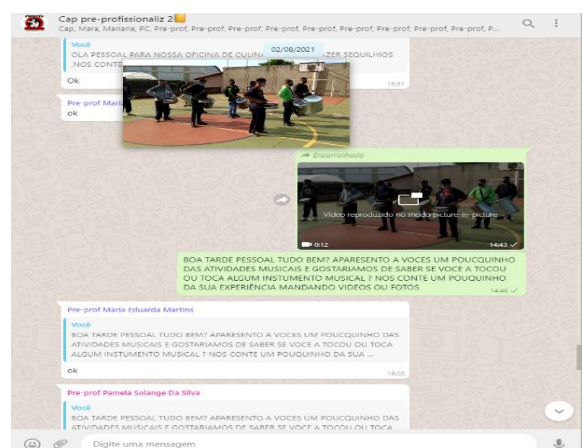 Cap pre-profissionaliz 2
Cap, Mara, Mariana, PC, Pre-prof, Pre-prof, Pre-prof, Pre-prof, Pre-prof, Pre-prof, Pre-prof, Pre-prof, Pre-prof, P...
02/08/2021
Você
OLA PESSOAL PARA NOSSA OFICINA DE CULINA ZER SEQUILHIOS
,NOS CONTE
Ok
16:51
Pre-prof Maria
ok
Encaminhada
Vídeo reproduzido no modo picture-in-picture
0:12
14:43
BOA TARDE PESSOAL TUDO BEM? APARESENTO A VOCES UM POUCQUINHO
DAS ATIVIDADES MUSICAIS E GOSTARIAMOS DE SABER SE VOCE A TOCOU
OU TOCA ALGUM INSTUMENTO MUSICAL ? NOS CONTE UM POUQUINHO
DA SUA EXPERIÊNCIA MANDANDO VIDEOS OU FOTOS
14:48
Pre-prof Maria Eduarda Martins
Você
BOA TARDE PESSOAL TUDO BEM? APARESENTO A VOCES UM POUCQUINHO DAS
ATIVIDADES MUSICAIS E GOSTARIAMOS DE SABER SE VOCE A TOCOU OU TOCA
ALGUM INSTUMENTO MUSICAL ? NOS CONTE UM POUQUINHO DA SUA ...
ok
Pre-prof Pamela Solange Da Silva
Você
BOA TARDE PESSOAL TUDO BEM? APARESENTO A VOCES UM POUCQUINHO DAS
ATIVIDADES MUSICAIS E GOSTARIAMOS DE SABER SE VOCE A TOCOU OU TOCA
Digite uma mensagem